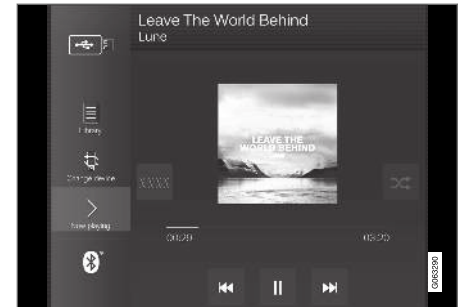 Leave The World Behind
Lune
Library
LEAVE THE
WORLD BEHIND
Change device
XXXX
Now playing
00:29
03:20
G063290